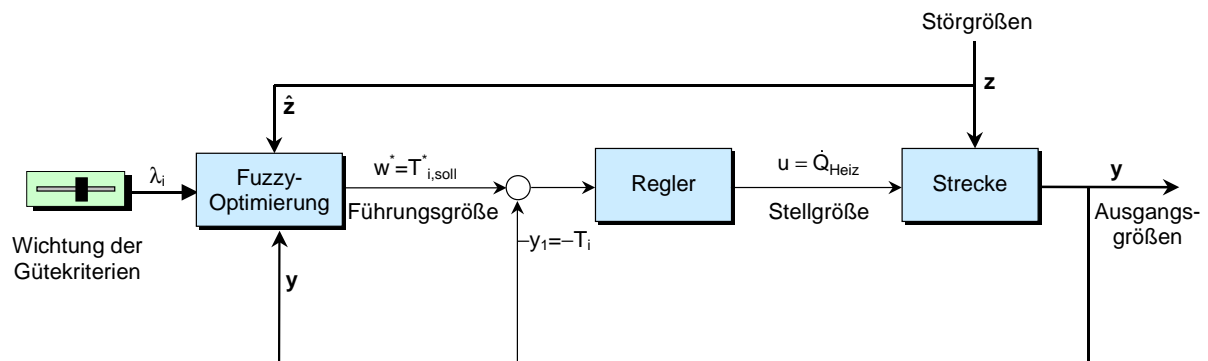 Störgrößen
z
ẑ
λi
Fuzzy-
Optimierung
w*=T*i,soll
Führungsgröße
Regler
u = Q̇Heiz
Stellgröße
Strecke
y
Ausgangs-
größen
Wichtung der
Gütekriterien
y
–y1=–Ti